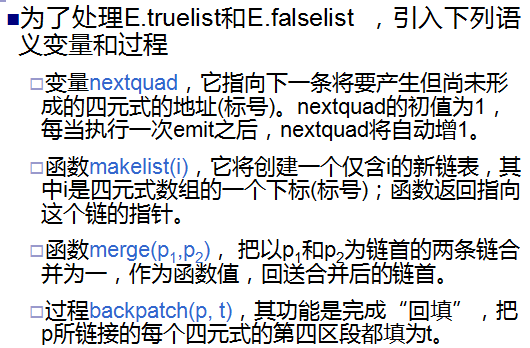 为了处理E.truelist和E.falselist ，引入下列语
义变量和过程
变量nextquad，它指向下一条将要产生但尚未形
成的四元式的地址(标号)。nextquad的初值为1，
每当执行一次emit之后，nextquad将自动增1。
函数makelist(i)，它将创建一个仅含i的新链表，其
中i是四元式数组的一个下标(标号)；函数返回指向
这个链的指针。
函数merge(p1,p2)， 把以p1和p2为链首的两条链合
并为一，作为函数值，回送合并后的链首。
过程backpatch(p, t)，其功能是完成“回填”，把
p所链接的每个四元式的第四区段都填为t。